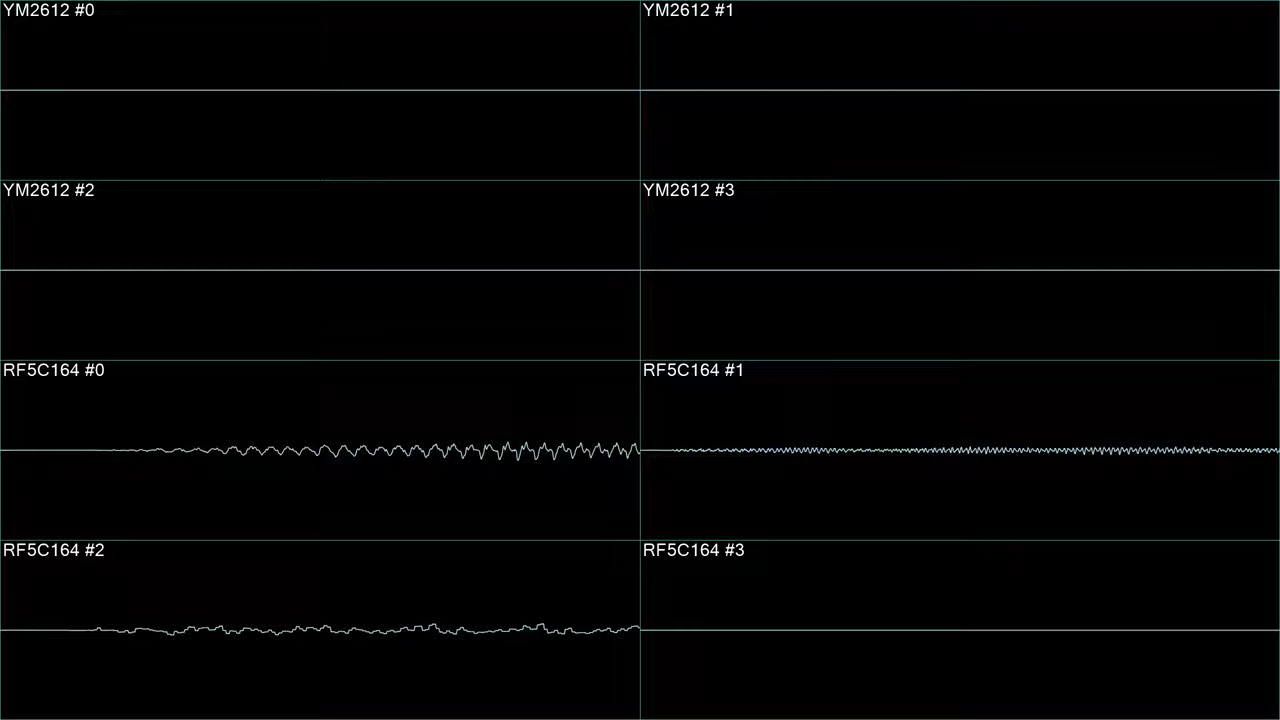 YM2612 #0
YM2612 #1
YM2612 #2
YM2612 #3
RF5C164 #0
RF5C164 #1
RF5C164 #2
RF5C164 #3